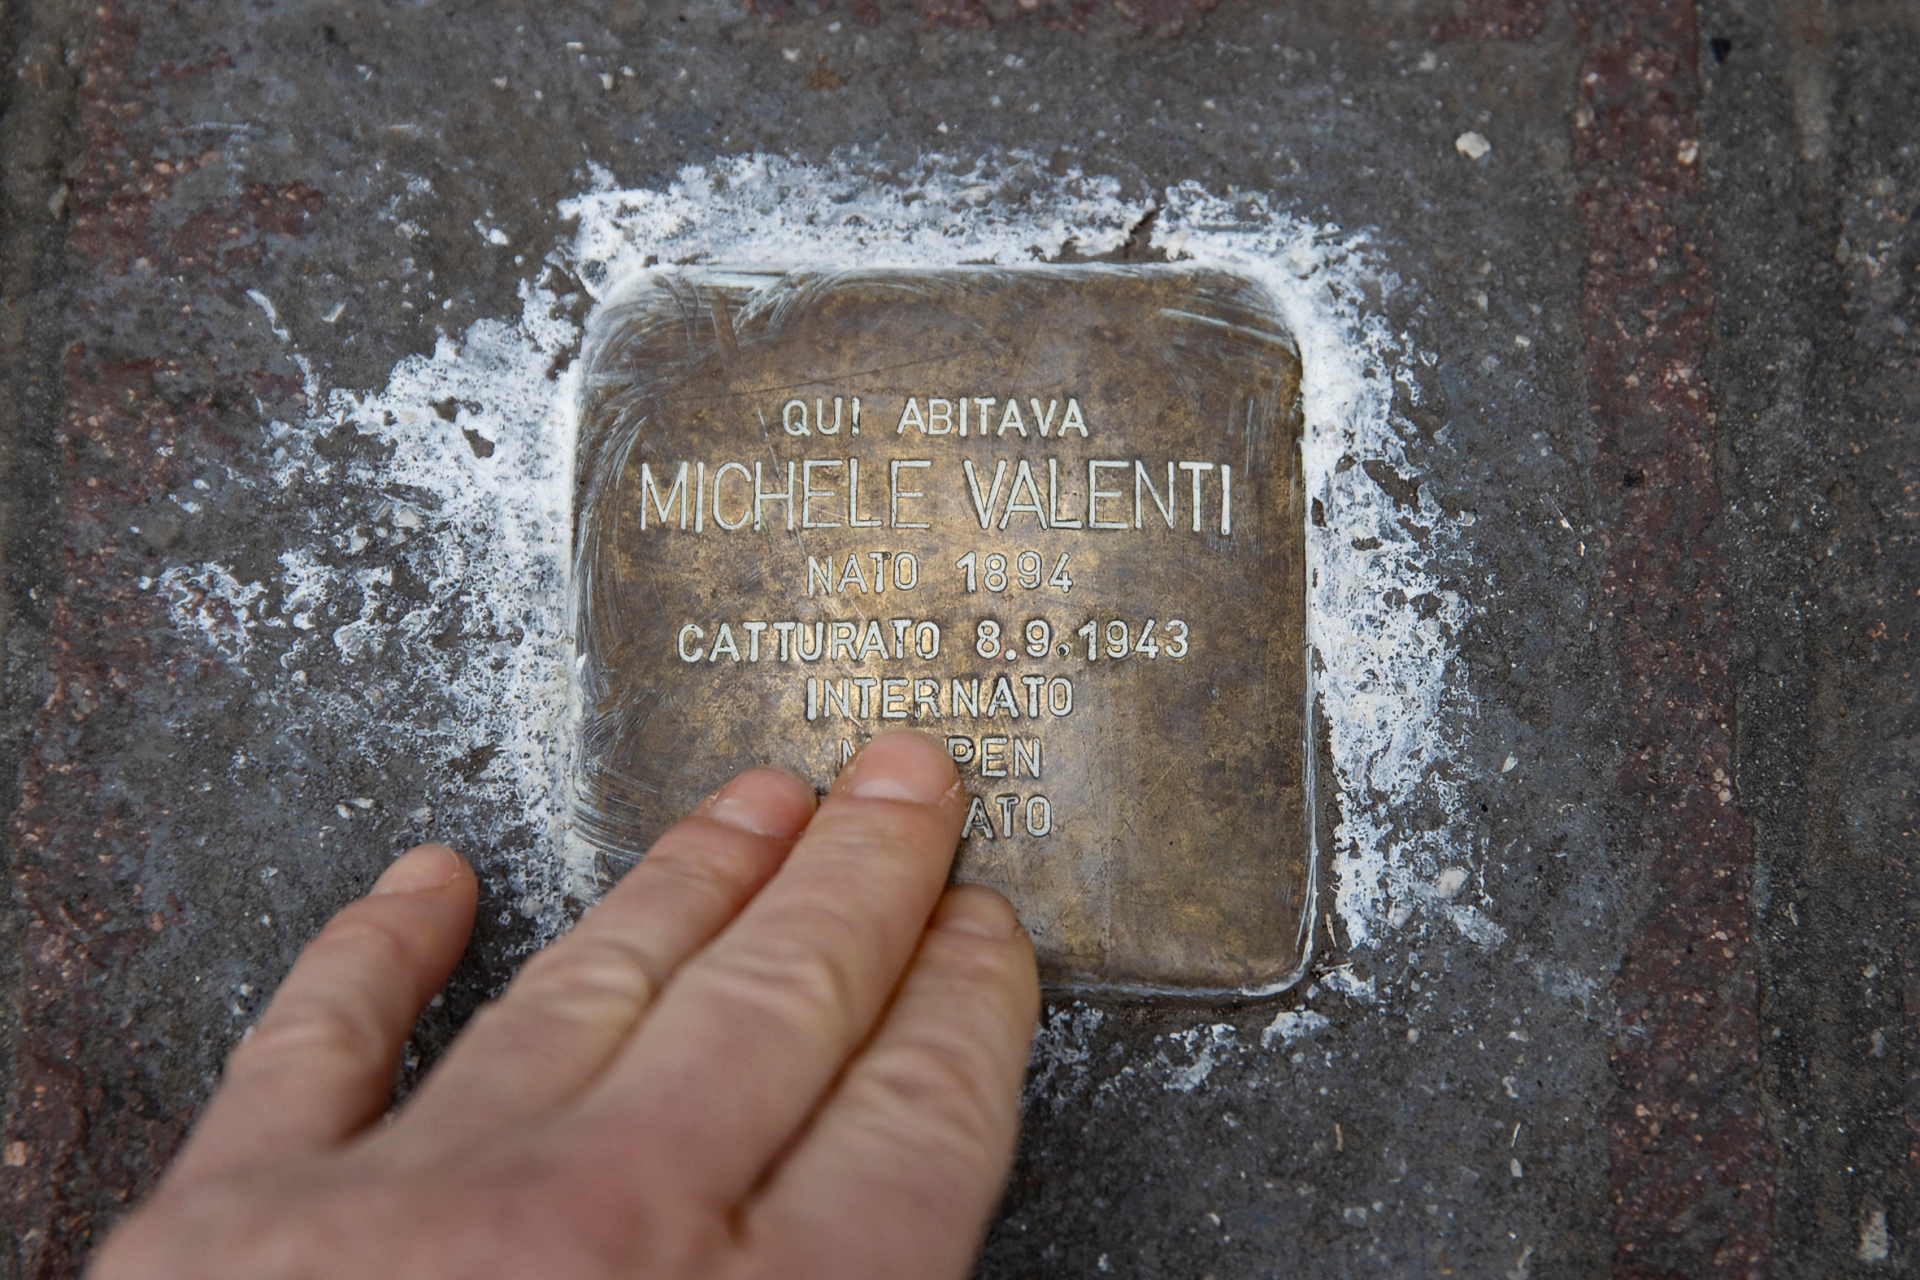 QUI ABITAVA
MICHELE VALENTI
NATO 1894
CATTURATO 8.9.1943
INTERNATO